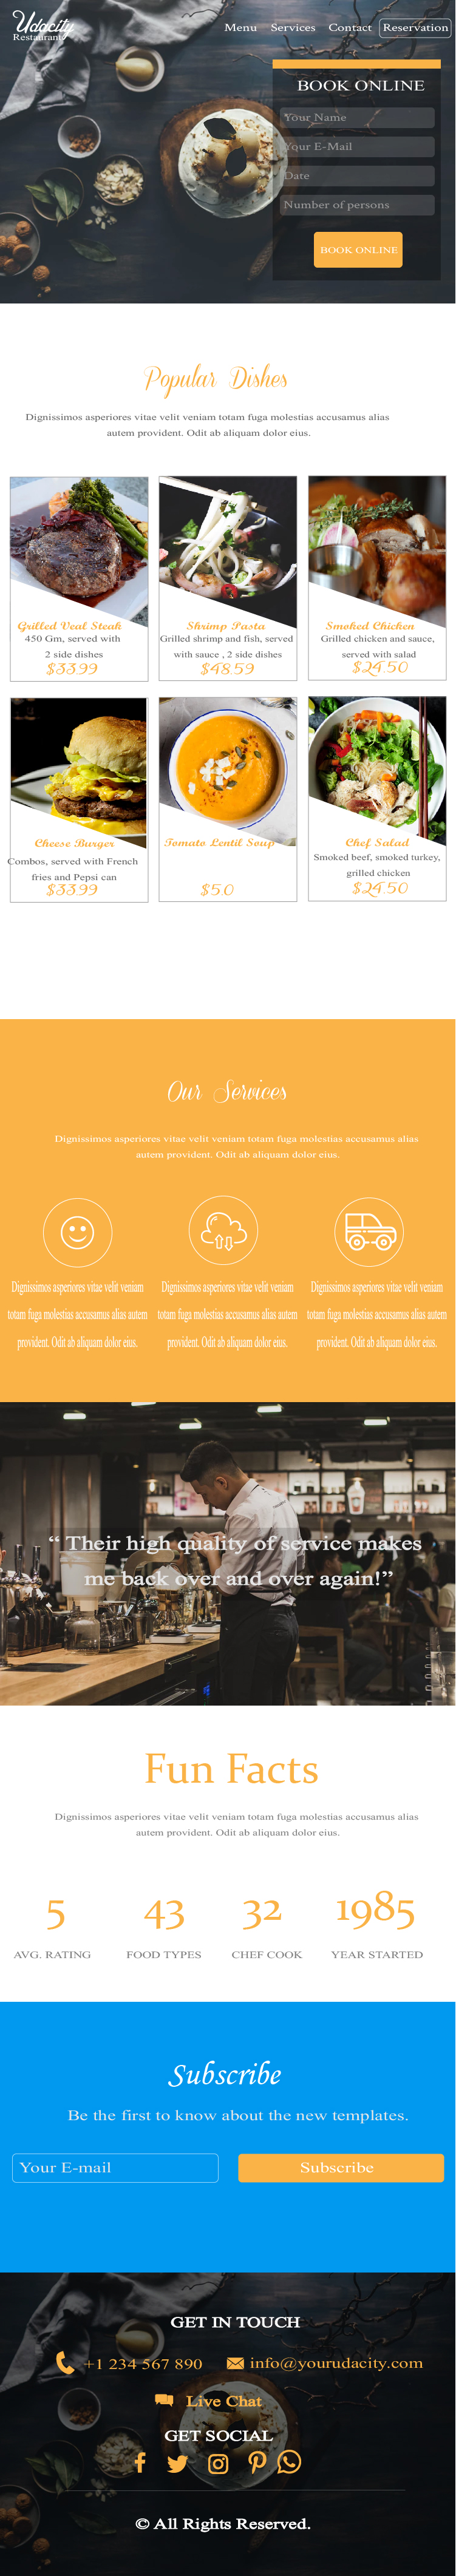 Udacity
Restaurant
Menu Services Contact Reservation
BOOK ONLINE
Your Name
Your E-Mail
Date
Number of persons
BOOK ONLINE
Popular Dishes
Dignissimos asperiores vitae velit veniam totam fuga molestias accusamus alias
autem provident. Odit ab aliquam dolor eius.
Grilled Veal Steak
450 Gm, served with
2 side dishes
$33.99
Shrimp Pasta
Grilled shrimp and fish, served
with sauce , 2 side dishes
$48.59
Smoked Chicken
Grilled chicken and sauce,
served with salad
$24.50
Cheese Burger
Combos, served with French
fries and Pepsi can
$33.99
Tomato Lentil Soup
$5.0
Chef Salad
Smoked beef, smoked turkey,
grilled chicken
$24.50
Our Services
Dignissimos asperiores vitae velit veniam totam fuga molestias accusamus alias
autem provident. Odit ab aliquam dolor eius.
Dignissimos asperiores vitae velit veniam
totam fuga molestias accusamus alias autem
provident. Odit ab aliquam dolor eius.
Dignissimos asperiores vitae velit veniam
totam fuga molestias accusamus alias autem
provident. Odit ab aliquam dolor eius.
Dignissimos asperiores vitae velit veniam
totam fuga molestias accusamus alias autem
provident. Odit ab aliquam dolor eius.
“ Their high quality of service makes
me back over and over again!”
Fun Facts
Dignissimos asperiores vitae velit veniam totam fuga molestias accusamus alias
autem provident. Odit ab aliquam dolor eius.
5 43 32 1985
AVG. RATING FOOD TYPES CHEF COOK YEAR STARTED
Subscribe
Be the first to know about the new templates.
Your E-mail
Subscribe
GET IN TOUCH
+1 234 567 890 info@yourudacity.com
Live Chat
GET SOCIAL
© All Rights Reserved.